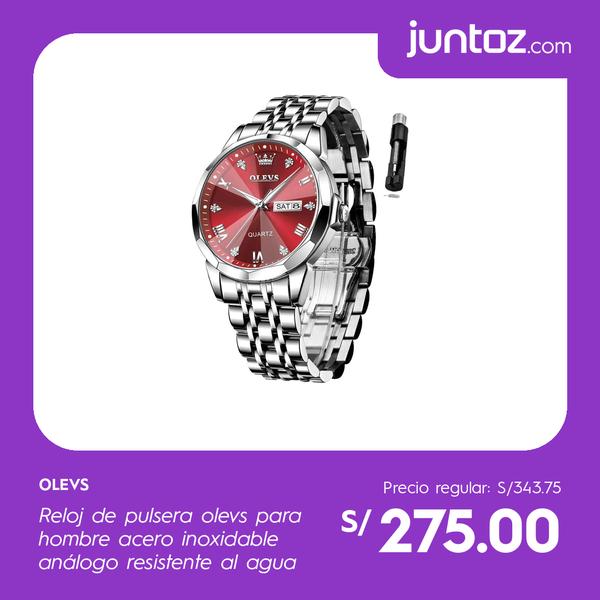 juntoz.com
OLEVS
SAT 8
QUARTZ
OLEVS
Reloj de pulsera olevs para
hombre acero inoxidable
análogo resistente al agua
Precio regular: S/343.75
S/ 275.00